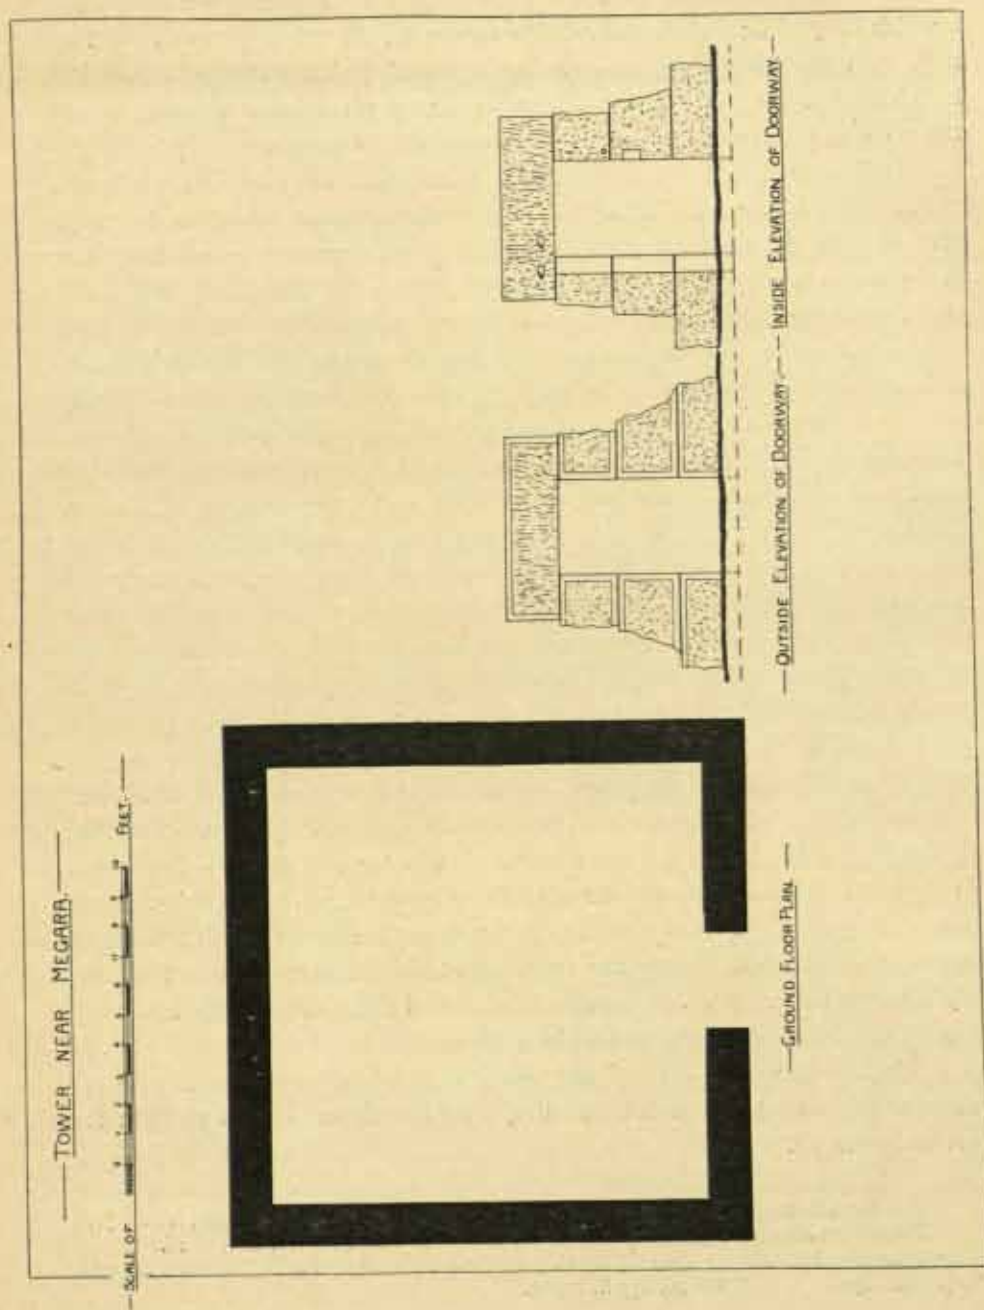 TOWER NEAR MEGARA.
SCALE OF FEET.
GROUND FLOOR PLAN.
OUTSIDE ELEVATION OF DOORWAY.
INSIDE ELEVATION OF DOORWAY